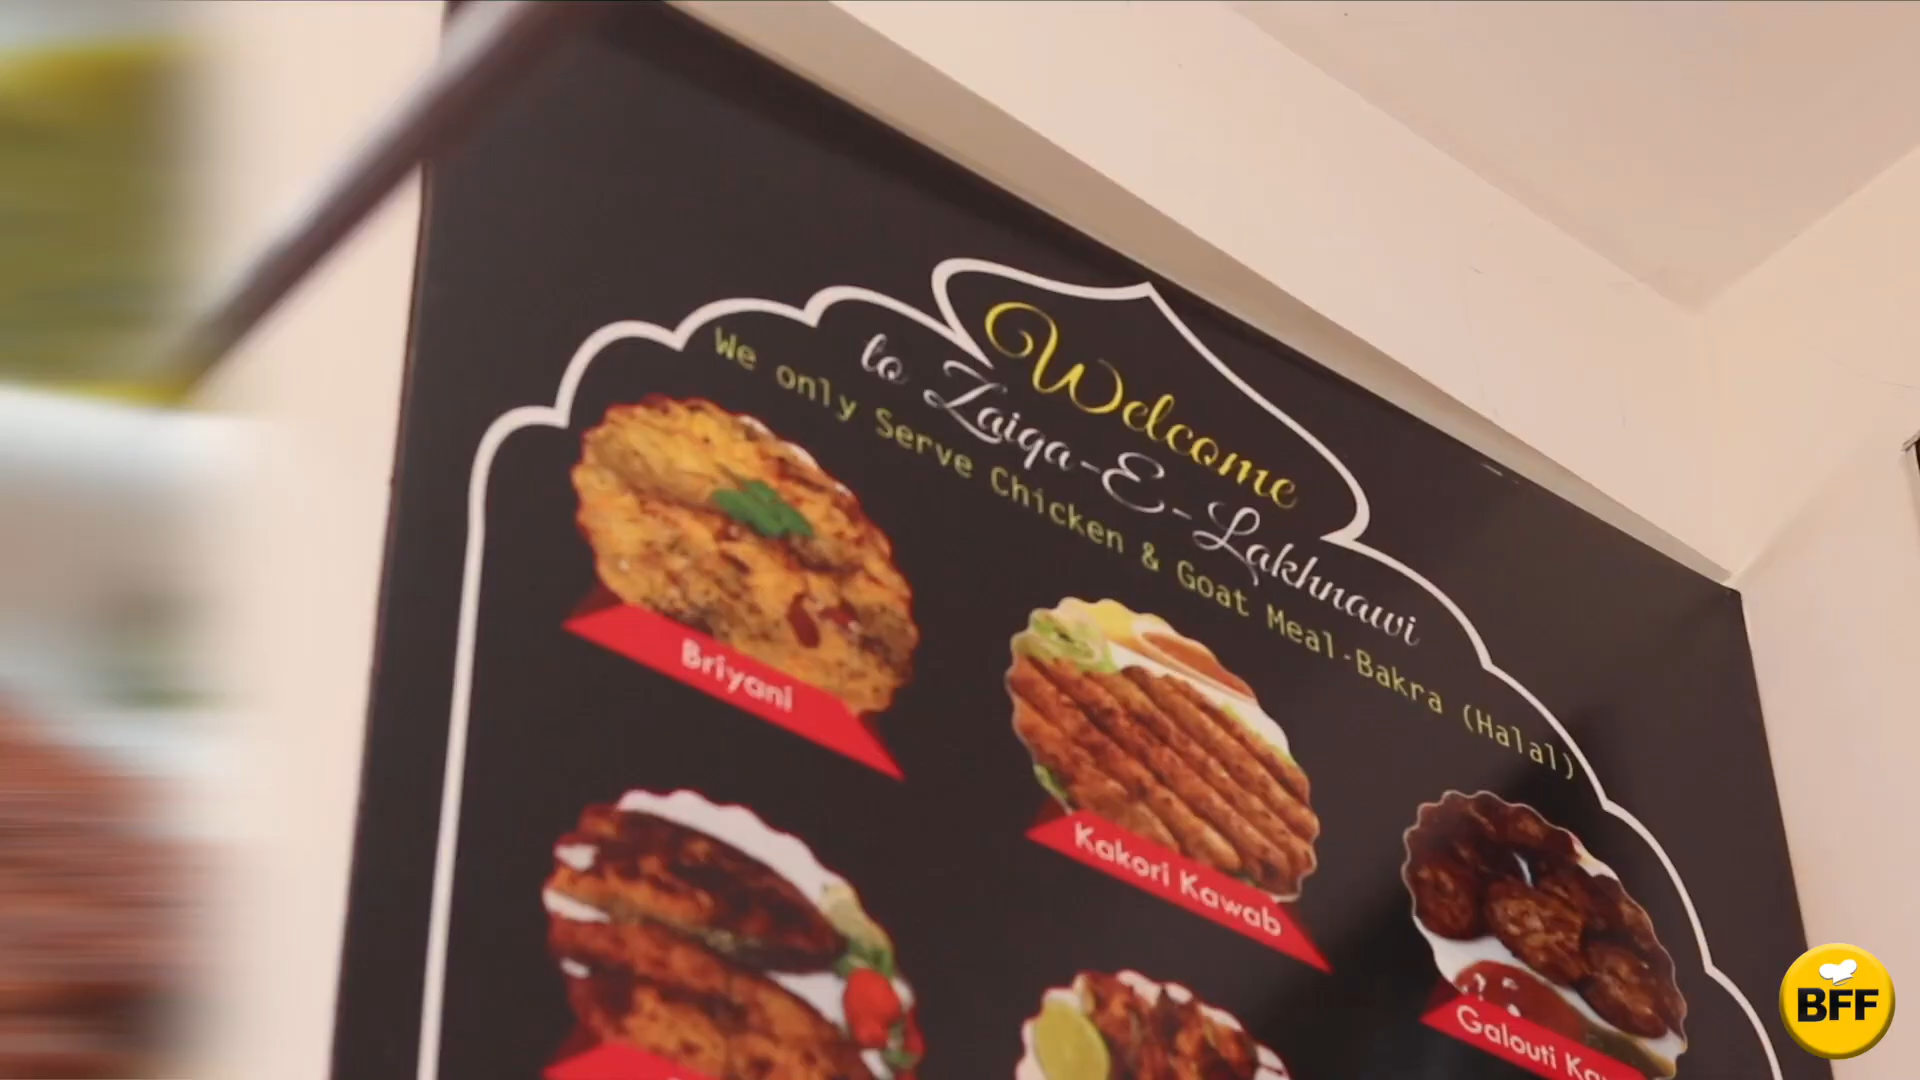 Welcome
to Zaiqa-E-Lakhnawi
We only Serve Chicken & Goat Meal-Bakra (Halal)
Briyani
Kakori Kawab
Galouti
BFF